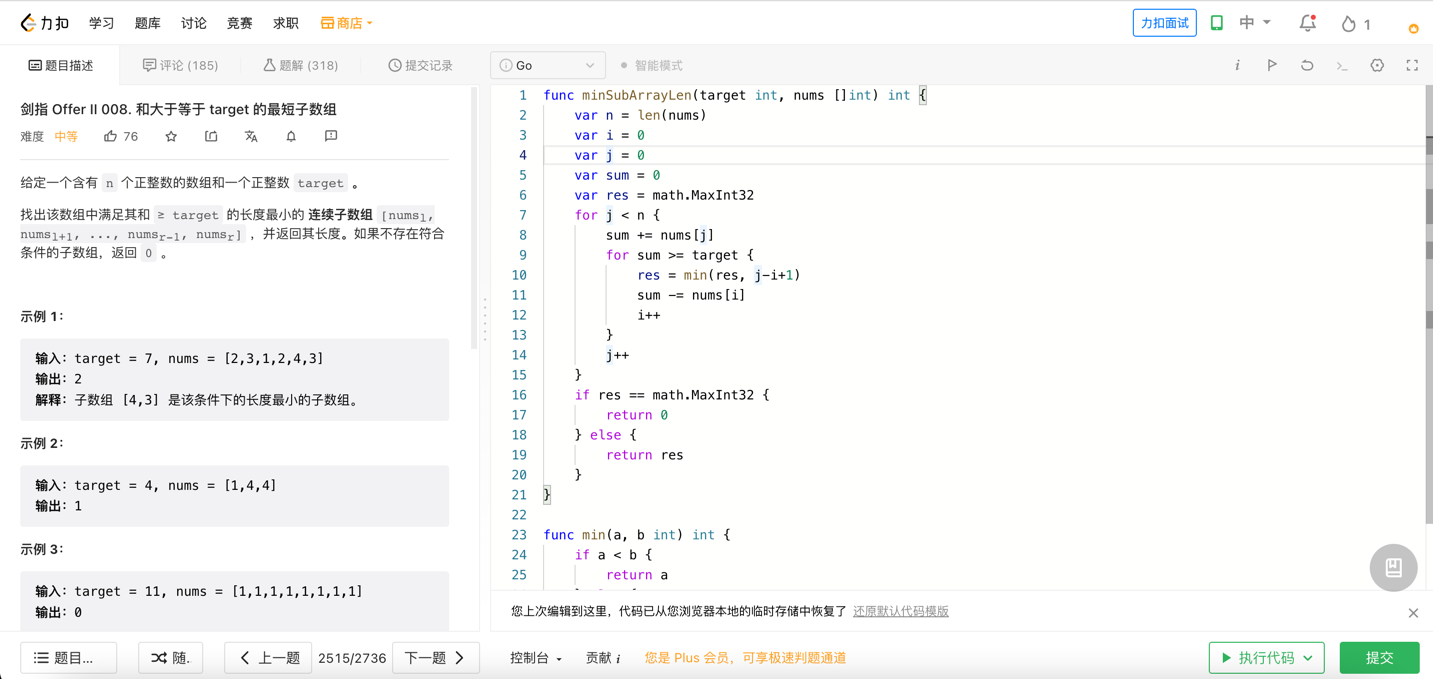 力扣 学习 题库 讨论 竞赛 求职 商店 力扣面试 中 1
题目描述 评论 (185) 题解 (318) 提交记录 i Go 智能模式 i
剑指 Offer II 008. 和大于等于 target 的最短子数组
难度 中等 76
给定一个含有 n 个正整数的数组和一个正整数 target 。
找出该数组中满足其和 ≥ target 的长度最小的 连续子数组 [numsl,
numsl+1, ..., numsr-1, numsr] ，并返回其长度。如果不存在符合
条件的子数组，返回 0 。
示例 1：
输入：target = 7, nums = [2,3,1,2,4,3]
输出：2
解释：子数组 [4,3] 是该条件下的长度最小的子数组。
示例 2：
输入：target = 4, nums = [1,4,4]
输出：1
示例 3：
输入：target = 11, nums = [1,1,1,1,1,1,1,1]
输出：0
1 func minSubArrayLen(target int, nums []int) int {
2 var n = len(nums)
3 var i = 0
4 var j = 0
5 var sum = 0
6 var res = math.MaxInt32
7 for j < n {
8 sum += nums[j]
9 for sum >= target {
10 res = min(res, j-i+1)
11 sum -= nums[i]
12 i++
13 }
14 j++
15 }
16 if res == math.MaxInt32 {
17 return 0
18 } else {
19 return res
20 }
21 }
22
23 func min(a, b int) int {
24 if a < b {
25 return a
您上次编辑到这里，代码已从您浏览器本地的临时存储中恢复了 还原默认代码模版
题目... 随. 上一题 2515/2736 下一题 控制台 贡献 i 您是 Plus 会员，可享极速判题通道 执行代码 提交